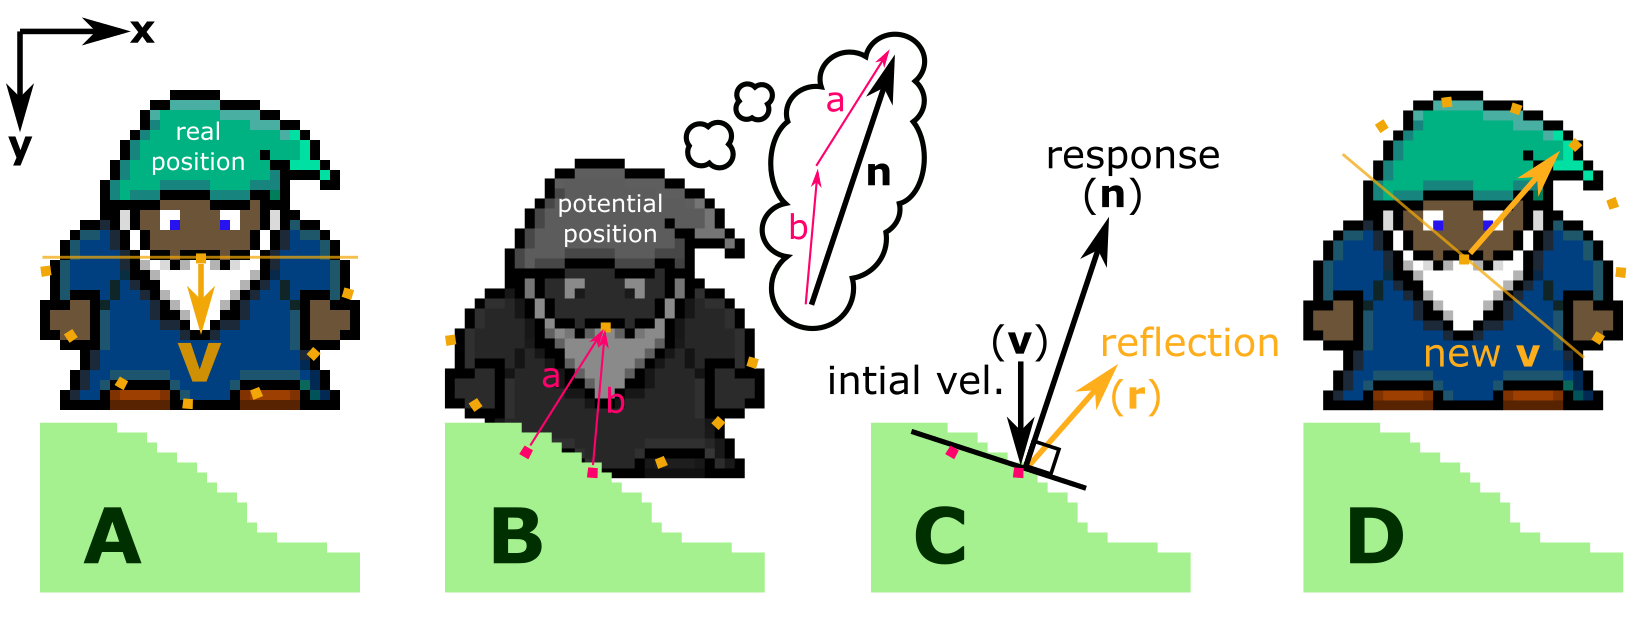 x
y
real
position
v
A
potential
position
a
b
a
b
n
B
response
(n)
(v)
intial vel.
reflection
(r)
C
new v
D